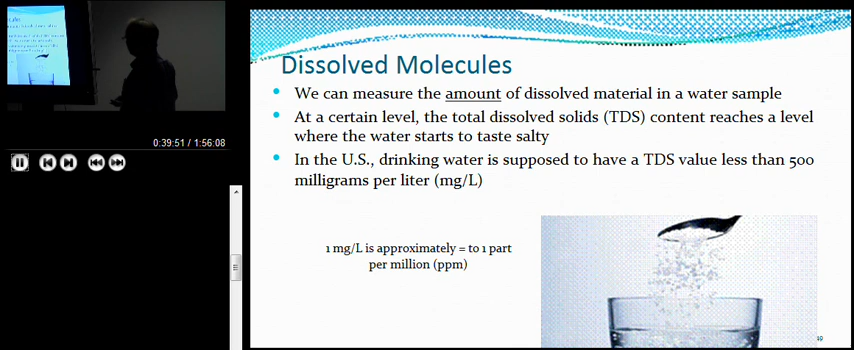 Dissolved Molecules
We can measure the amount of dissolved material in a water sample
At a certain level, the total dissolved solids (TDS) content reaches a level
where the water starts to taste salty
In the U.S., drinking water is supposed to have a TDS value less than 500
milligrams per liter (mg/L)
1 mg/L is approximately = to 1 part
per million (ppm)
0:39:51 / 1:56:08